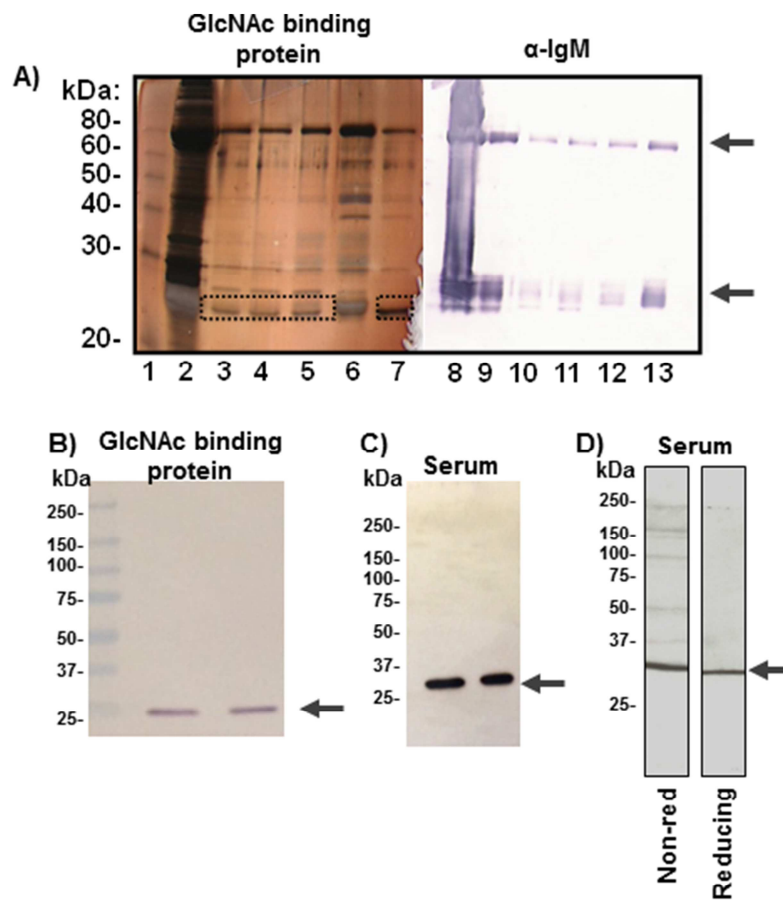 GlcNAc binding
protein
α-IgM
A)
kDa:
80-
60-
50-
40-
30-
20-
1 2 3 4 5 6 7 8 9 10 11 12 13
B)
GlcNAc binding
protein
kDa
250-
150-
100-
75-
50-
37-
25-
C)
Serum
kDa
250-
150-
100-
75-
50-
37-
25-
D)
Serum
kDa
250-
150-
100-
75-
50-
37-
25-
Non-red
Reducing